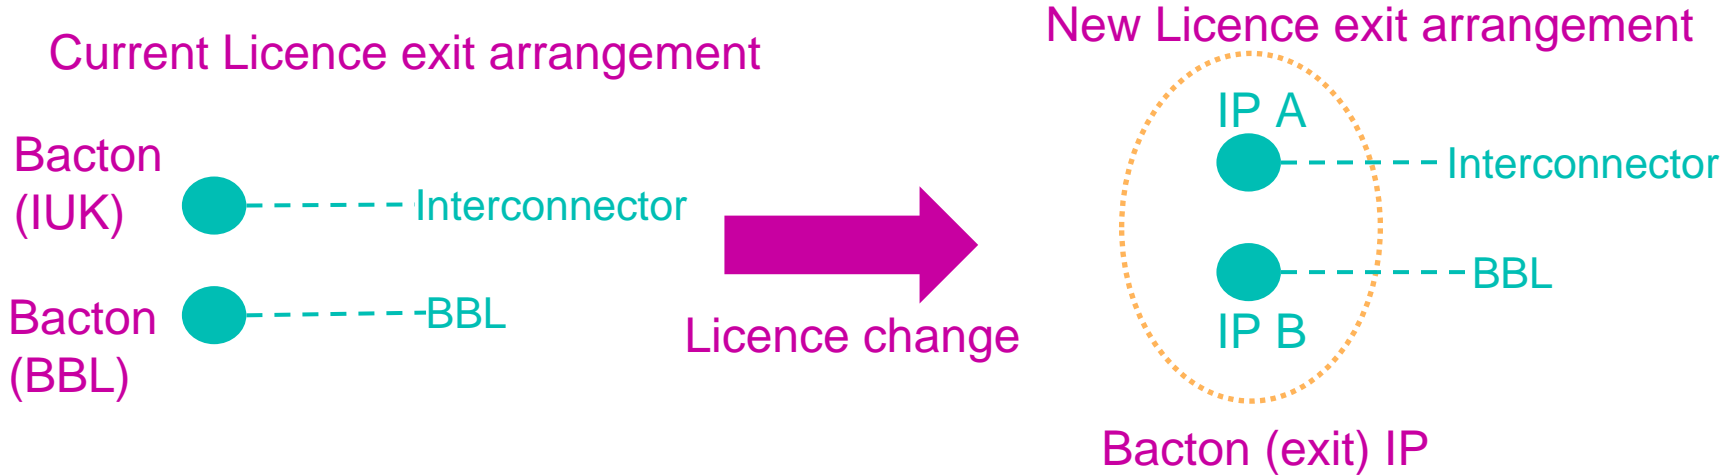 Current Licence exit arrangement
Bacton
(IUK)
Interconnector
Bacton
(BBL)
BBL
Licence change
New Licence exit arrangement
IP A
Interconnector
BBL
IP B
Bacton (exit) IP